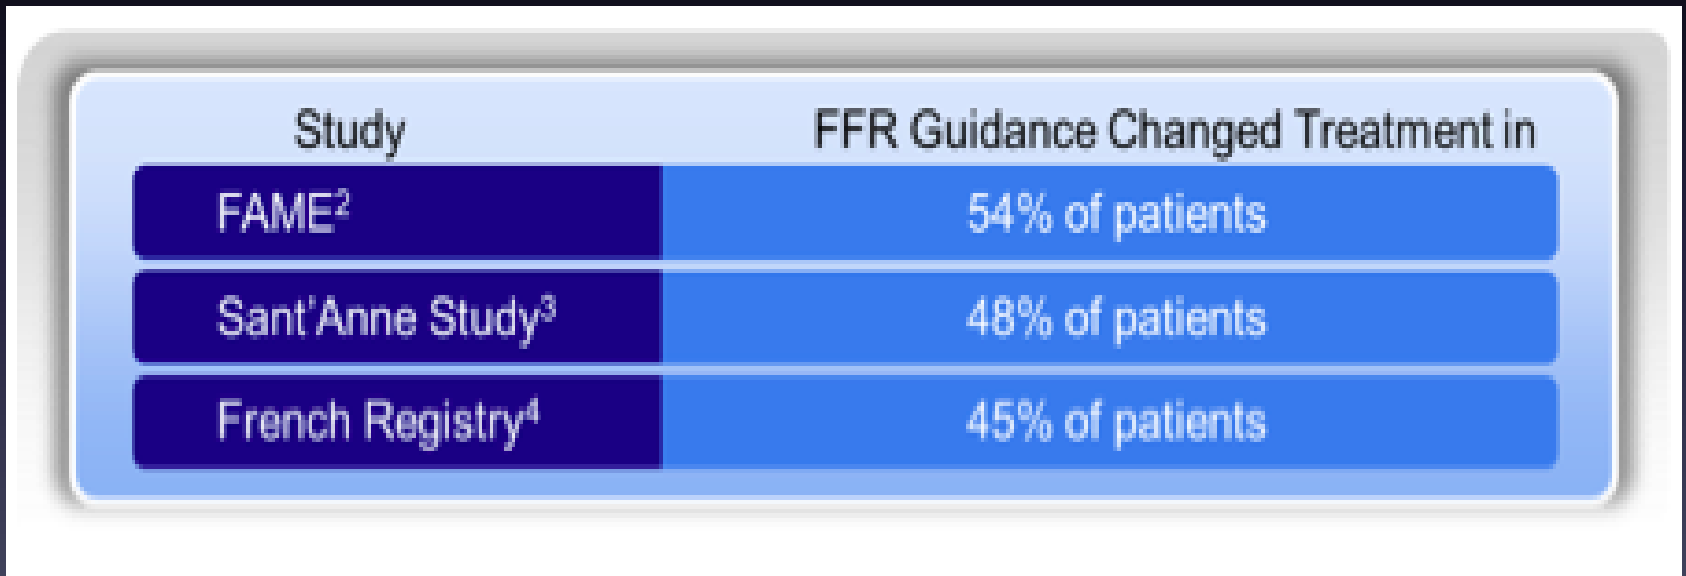 Study FFR Guidance Changed Treatment in
FAME² 54% of patients
Sant'Anne Study³ 48% of patients
French Registry⁴ 45% of patients